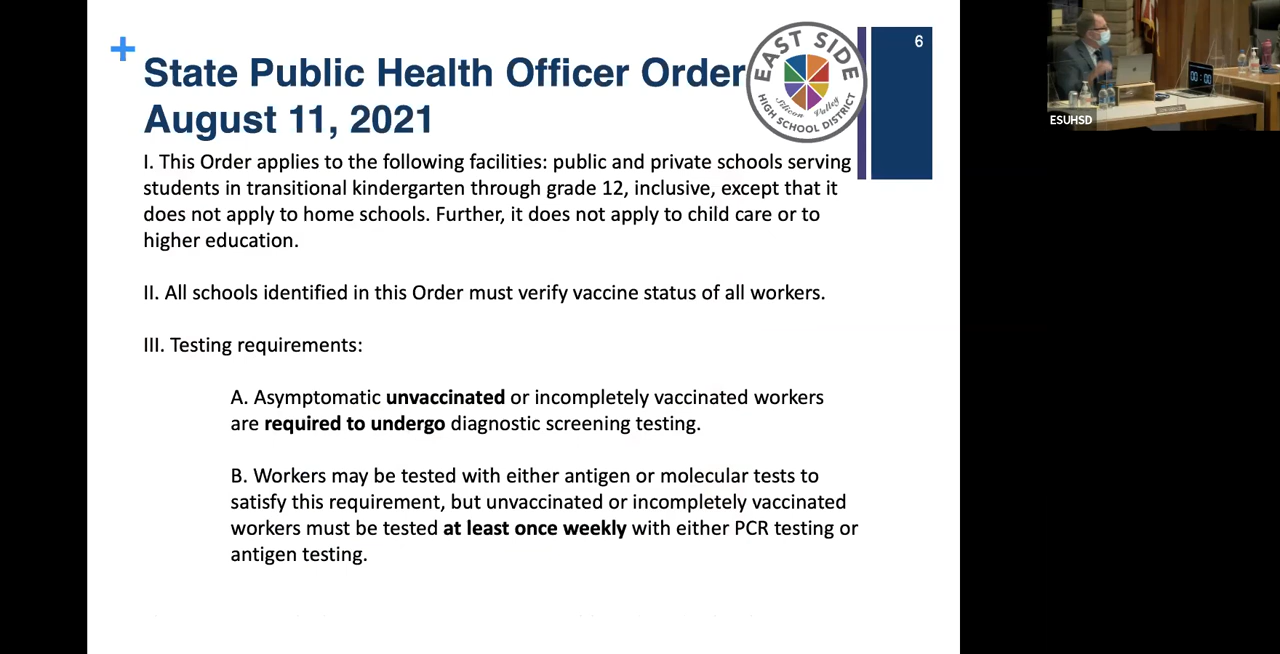 +
State Public Health Officer Order
August 11, 2021
EAST SIDE
Silicon Valley
HIGH SCHOOL DISTRICT
6
I. This Order applies to the following facilities: public and private schools serving
students in transitional kindergarten through grade 12, inclusive, except that it
does not apply to home schools. Further, it does not apply to child care or to
higher education.
II. All schools identified in this Order must verify vaccine status of all workers.
III. Testing requirements:
A. Asymptomatic unvaccinated or incompletely vaccinated workers
are required to undergo diagnostic screening testing.
B. Workers may be tested with either antigen or molecular tests to
satisfy this requirement, but unvaccinated or incompletely vaccinated
workers must be tested at least once weekly with either PCR testing or
antigen testing.
00:00
ESUHSD